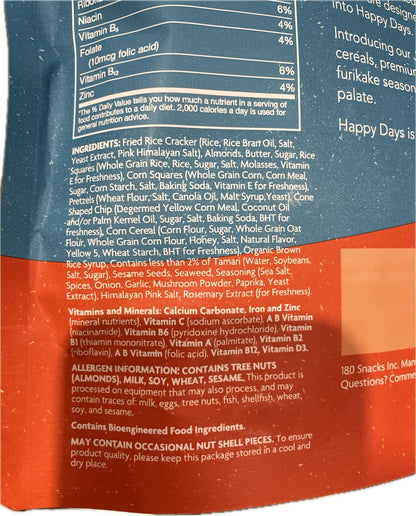 Ribofl
6%
Niacin
4%
Vitamin B6
4%
Folate
(10mcg folic acid)
Vitamin B12
6%
Zinc
4%
*The % Daily Value tells you how much a nutrient in a serving of
food contributes to a daily diet. 2,000 calories a day is used for
general nutrition advice.
INGREDIENTS: Fried Rice Cracker (Rice, Rice Bran Oil, Salt,
Yeast Extract, Pink Himalayan Salt), Almonds, Butter, Sugar, Rice
Squares (Whole Grain Rice, Rice, Sugar, Salt, Molasses, Vitamin
E for Freshness), Corn Squares (Whole Grain Corn, Corn Meal,
Sugar, Corn Starch, Salt, Baking Soda, Vitamin E for Freshness),
Pretzels (Wheat Flour, Salt, Canola Oil, Malt Syrup,Yeast), Cone
Shaped Chip (Degermed Yellow Corn Meal, Coconut Oil
and/or Palm Kernel Oil, Sugar, Salt, Baking Soda, BHT for
freshness), Corn Cereal (Corn Flour, Sugar, Whole Grain Oat
Flour, Whole Grain Corn Flour, Honey, Salt, Natural Flavor,
Yellow 5, Wheat Starch, BHT for Freshness), Organic Brown
Rice Syrup, Contains less than 2% of Tamari (Water, Soybeans,
Salt, Sugar), Sesame Seeds, Seaweed, Seasoning (Sea Salt,
Spices, Onion, Garlic, Mushroom Powder, Paprika, Yeast
Extract), Himalayan Pink Salt, Rosemary Extract (for Freshness).
Vitamins and Minerals: Calcium Carbonate, Iron and Zinc
(mineral nutrients), Vitamin C (sodium ascorbate). A B Vitamin
(niacinamide), Vitamin B6 (pyridoxine hydrochloride), Vitamin
B1 (thiamin mononitrate), Vitamin A (palmitate), Vitamin B2
(riboflavin), A B Vitamin (folic acid), Vitamin B12, Vitamin D3.
ALLERGEN INFORMATION: CONTAINS TREE NUTS
(ALMONDS), MILK, SOY, WHEAT, SESAME. This product is
processed on equipment that may also process, and may
contain traces of: milk, eggs, tree nuts, fish, shellfish, wheat,
soy, and sesame.
Contains Bioengineered Food Ingredients.
MAY CONTAIN OCCASIONAL NUT SHELL PIECES. To ensure
product quality, please keep this package stored in a cool and
dry place.
are designe
into Happy Days.
Introducing our
cereals, premiu
furikake season
palate.
Happy Days is
180 Snacks Inc. Man
Questions? Comme